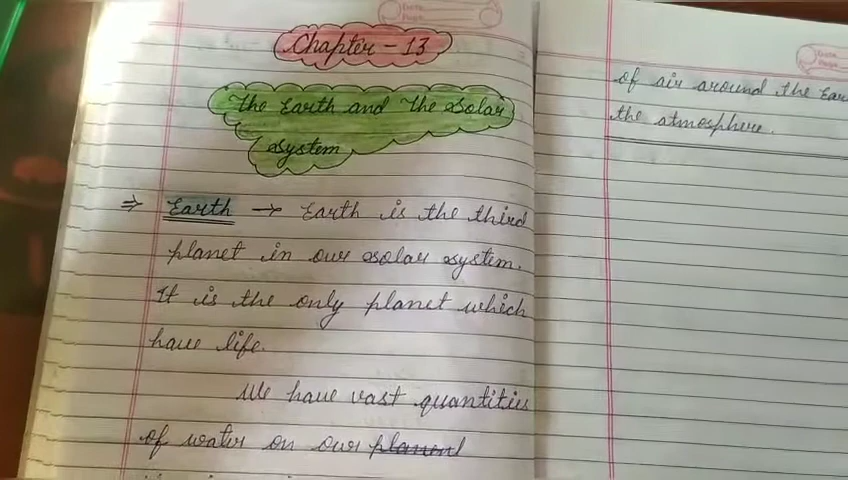 Chapter - 13
The Earth and The Solar
System
⇒ Earth → Earth is the third
planet in our solar system.
It is the only planet which
have life.
We have vast quantities
of water on our
of air around the Ear
the atmosphere.